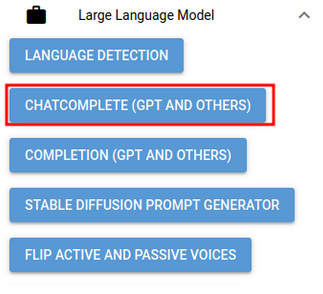 Large Language Model
LANGUAGE DETECTION
CHATCOMPLETE (GPT AND OTHERS)
COMPLETION (GPT AND OTHERS)
STABLE DIFFUSION PROMPT GENERATOR
FLIP ACTIVE AND PASSIVE VOICES